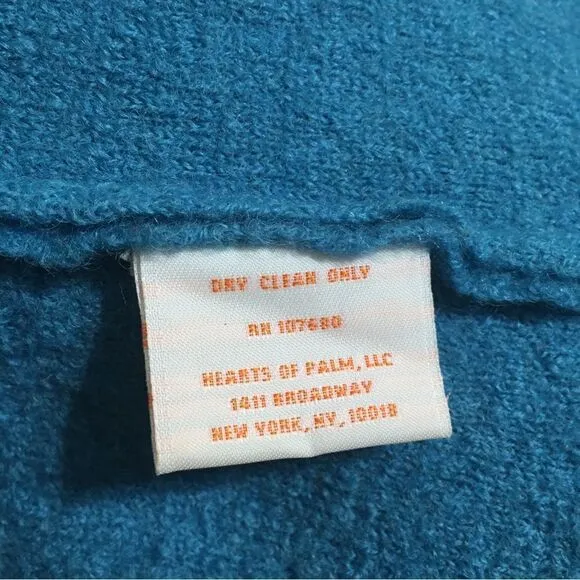 DRY CLEAN ONLY
RN 107680
HEARTS OF PALM, LLC
1411 BROADWAY
NEW YORK, NY, 10018